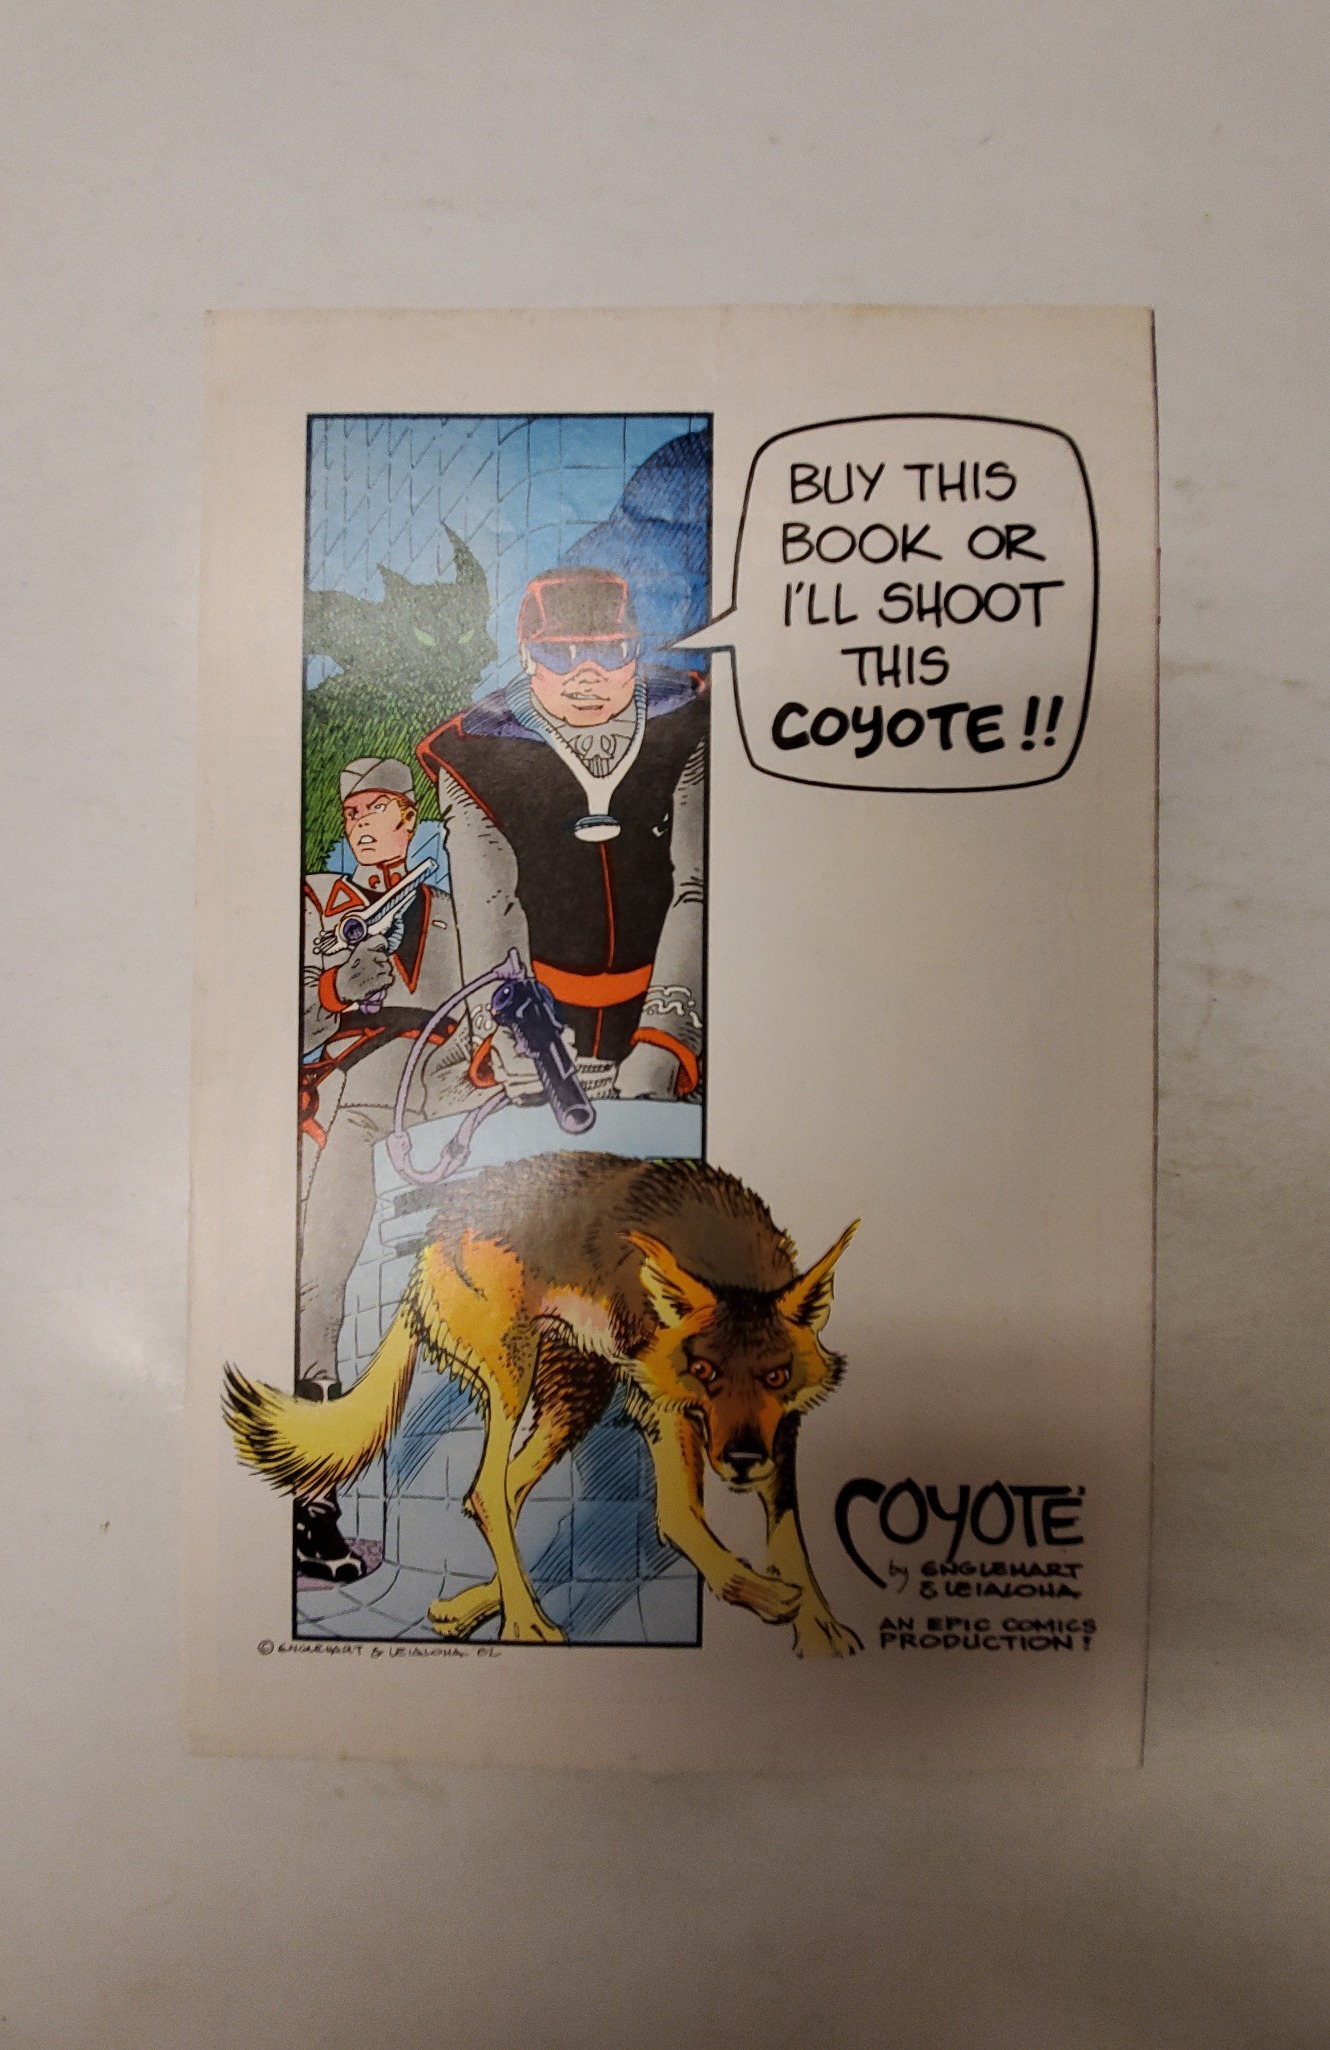 BUY THIS
BOOK OR
I'LL SHOOT
THIS
COYOTE!!
COYOTE
by ENGLEHART
& LEIALOHA
AN EPIC COMICS
PRODUCTION!
© ENGLEHART & LEIALOHA 82